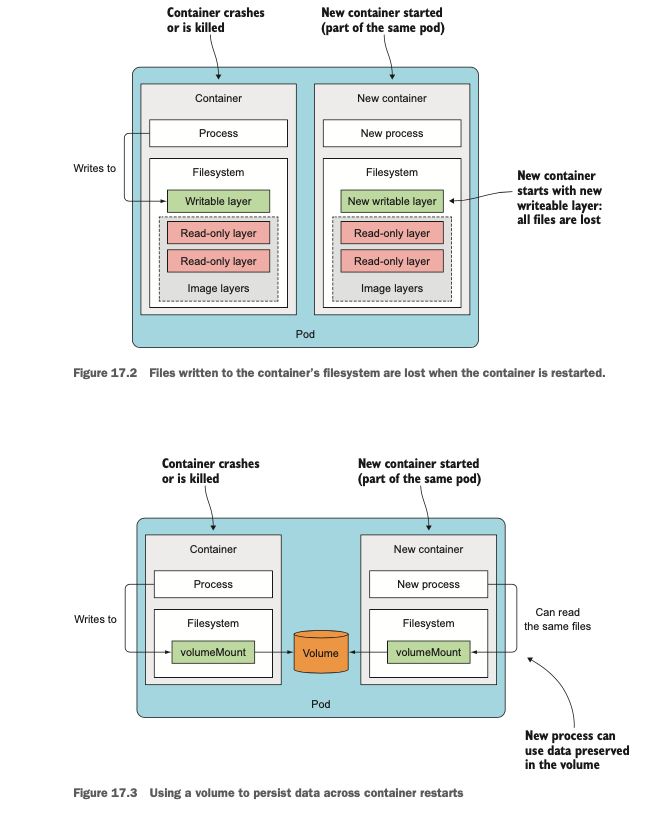 Container crashes
or is killed
New container started
(part of the same pod)
Container
New container
Process
New process
Writes to
Filesystem
Filesystem
Writable layer
New writable layer
New container
starts with new
writeable layer:
all files are lost
Read-only layer
Read-only layer
Read-only layer
Read-only layer
Image layers
Image layers
Pod
Figure 17.2 Files written to the container's filesystem are lost when the container is restarted.
Container crashes
or is killed
New container started
(part of the same pod)
Container
New container
Process
New process
Writes to
Filesystem
Filesystem
Can read
the same files
volumeMount
Volume
volumeMount
Pod
New process can
use data preserved
in the volume
Figure 17.3 Using a volume to persist data across container restarts